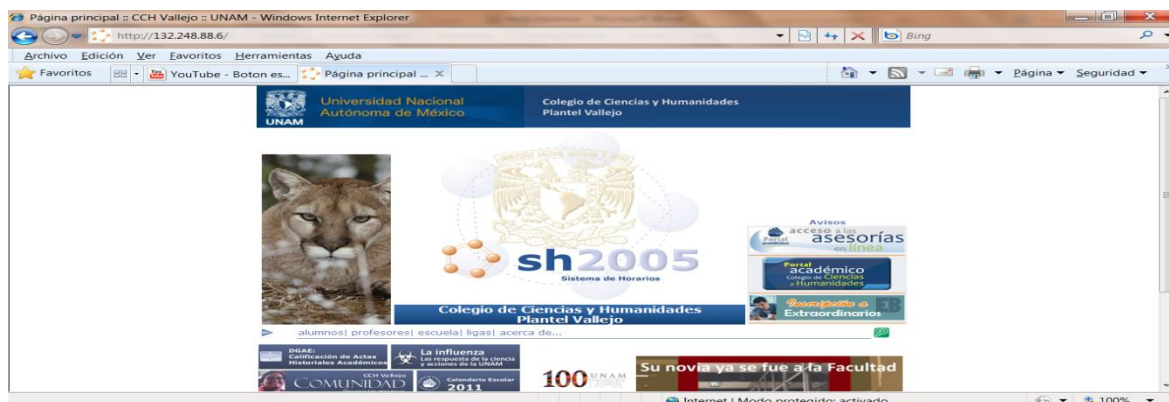 Página principal :: CCH Vallejo :: UNAM - Windows Internet Explorer
http://132.248.88.6/
Bing
Archivo Edición Ver Favoritos Herramientas Ayuda
Favoritos YouTube - Boton es... Página principal ... Página Seguridad
UNAM
Universidad Nacional
Autónoma de México
Colegio de Ciencias y Humanidades
Plantel Vallejo
sh2005
Sistema de Horarios
Avisos
Portal académico
acceso a las
asesorías
en línea
Portal
académico
Colegio de Ciencias
y Humanidades
Inscripción a
Extraordinarios
EB
Colegio de Ciencias y Humanidades
Plantel Vallejo
alumnos| profesores| escuela| ligas| acerca de...
DGAE:
Calificación de Actas
Historiales Académicos
La influenza
Las respuesta de la ciencia
y acciones de la UNAM
CCH Vallejo
COMUNIDAD
Calendario Escolar
2011
100 UNAM
Su novia ya se fue a la Facultad
Internet | Modo protegido: activado
100%